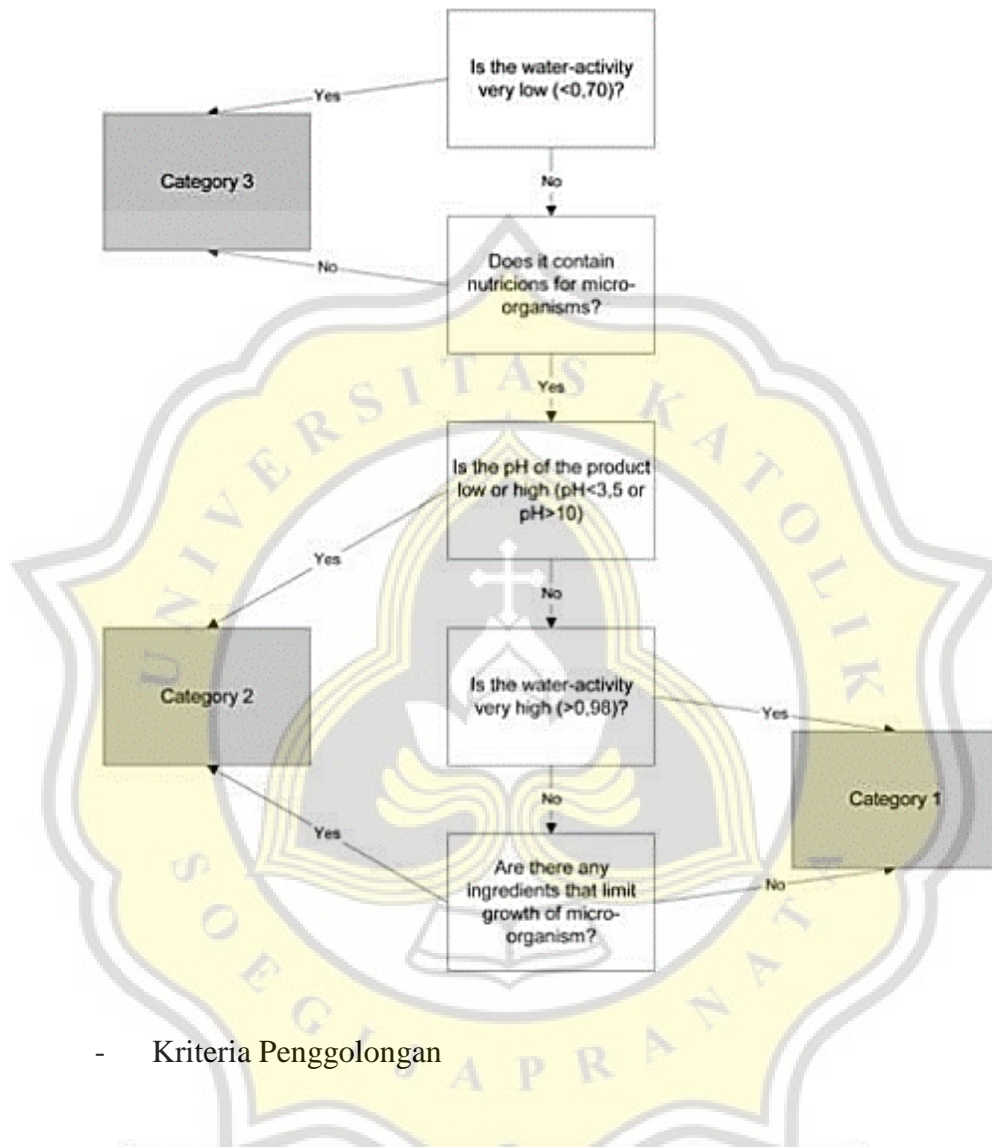 Is the water-activity
very low (<0,70)?
Yes
Category 3
No
Does it contain
nutricions for micro-
organisms?
No
Yes
Is the pH of the product
low or high (pH<3,5 or
pH>10)
Yes
No
Category 2
Is the water-activity
very high (>0,98)?
Yes
Category 1
No
Yes
Are there any
ingredients that limit
growth of micro-
organism?
No
UNIVERSITAS KATOLIK
SOEGIJAPRANATA
- Kriteria Penggolongan